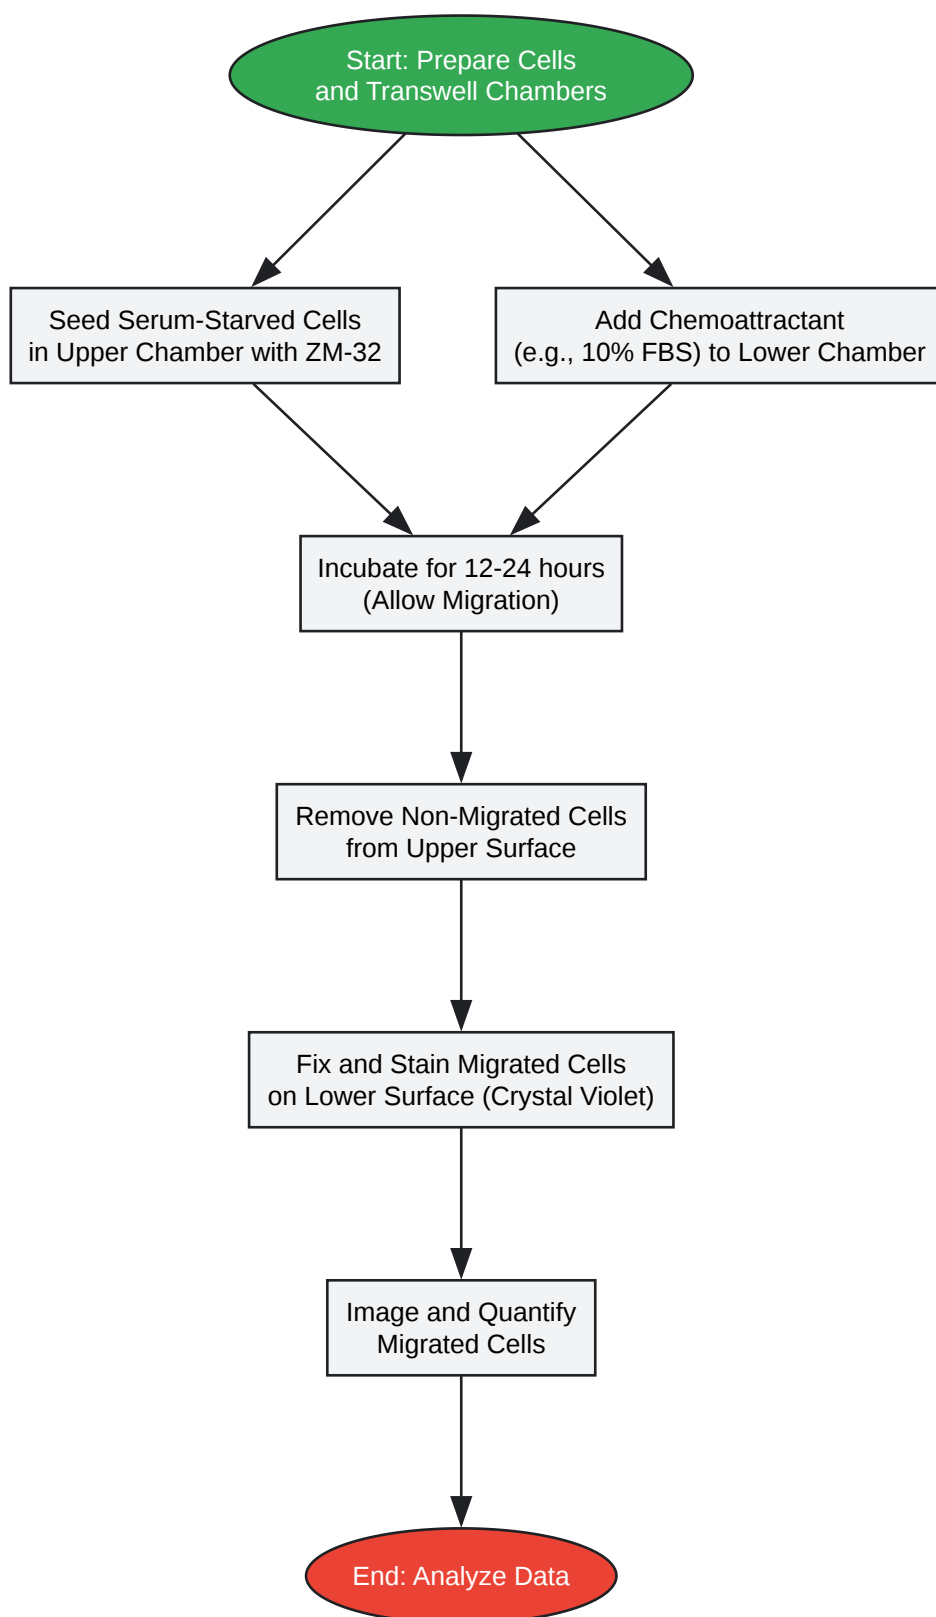 Start: Prepare Cells
and Transwell Chambers
Seed Serum-Starved Cells
in Upper Chamber with ZM-32
Add Chemoattractant
(e.g., 10% FBS) to Lower Chamber
Incubate for 12-24 hours
(Allow Migration)
Remove Non-Migrated Cells
from Upper Surface
Fix and Stain Migrated Cells
on Lower Surface (Crystal Violet)
Image and Quantify
Migrated Cells
End: Analyze Data